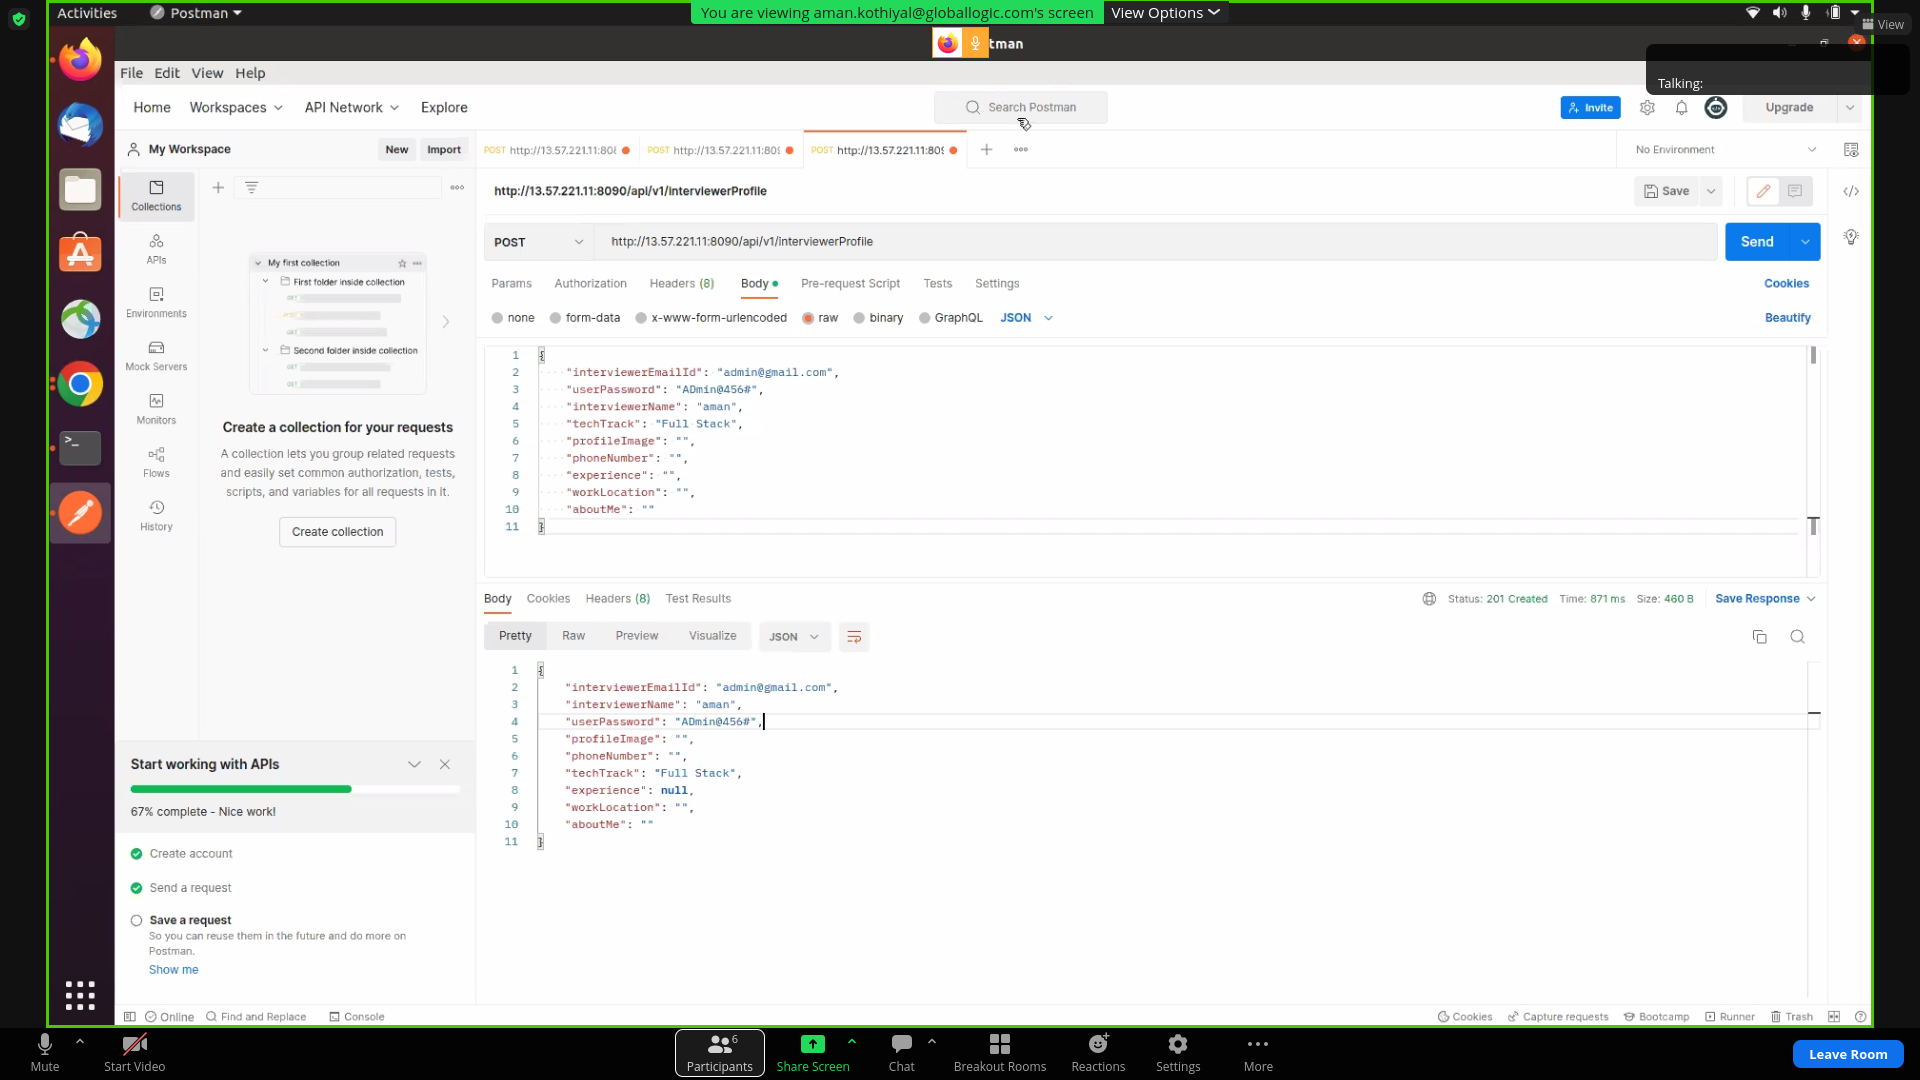 Activities
Postman
You are viewing aman.kothiyal@globallogic.com's screen
View Options
View
tman
Talking:
File Edit View Help
Home Workspaces API Network Explore
Search Postman
Invite
Upgrade
My Workspace
New Import
POST http://13.57.221.11:808
POST http://13.57.221.11:809
POST http://13.57.221.11:809
No Environment
Collections
APIs
Environments
Mock Servers
Monitors
Flows
History
My first collection
First folder inside collection
Second folder inside collection
Create a collection for your requests
A collection lets you group related requests
and easily set common authorization, tests,
scripts, and variables for all requests in it.
Create collection
Start working with APIs
67% complete - Nice work!
Create account
Send a request
Save a request
So you can reuse them in the future and do more on
Postman.
Show me
http://13.57.221.11:8090/api/v1/interviewerProfile
Save
POST
http://13.57.221.11:8090/api/v1/interviewerProfile
Send
Params Authorization Headers (8) Body Pre-request Script Tests Settings
Cookies
none form-data x-www-form-urlencoded raw binary GraphQL JSON
Beautify
1 {
2 "interviewerEmailId": "admin@gmail.com",
3 "userPassword": "ADmin@456#",
4 "interviewerName": "aman",
5 "techTrack": "Full Stack",
6 "profileImage": "",
7 "phoneNumber": "",
8 "experience": "",
9 "workLocation": "",
10 "aboutMe": ""
11 }
Body Cookies Headers (8) Test Results
Status: 201 Created Time: 871 ms Size: 460 B Save Response
Pretty Raw Preview Visualize JSON
1 {
2 "interviewerEmailId": "admin@gmail.com",
3 "interviewerName": "aman",
4 "userPassword": "ADmin@456#",
5 "profileImage": "",
6 "phoneNumber": "",
7 "techTrack": "Full Stack",
8 "experience": null,
9 "workLocation": "",
10 "aboutMe": ""
11 }
Online Find and Replace Console
Cookies Capture requests Bootcamp Runner Trash
Mute
Start Video
6
Participants
Share Screen
Chat
Breakout Rooms
Reactions
Settings
More
Leave Room